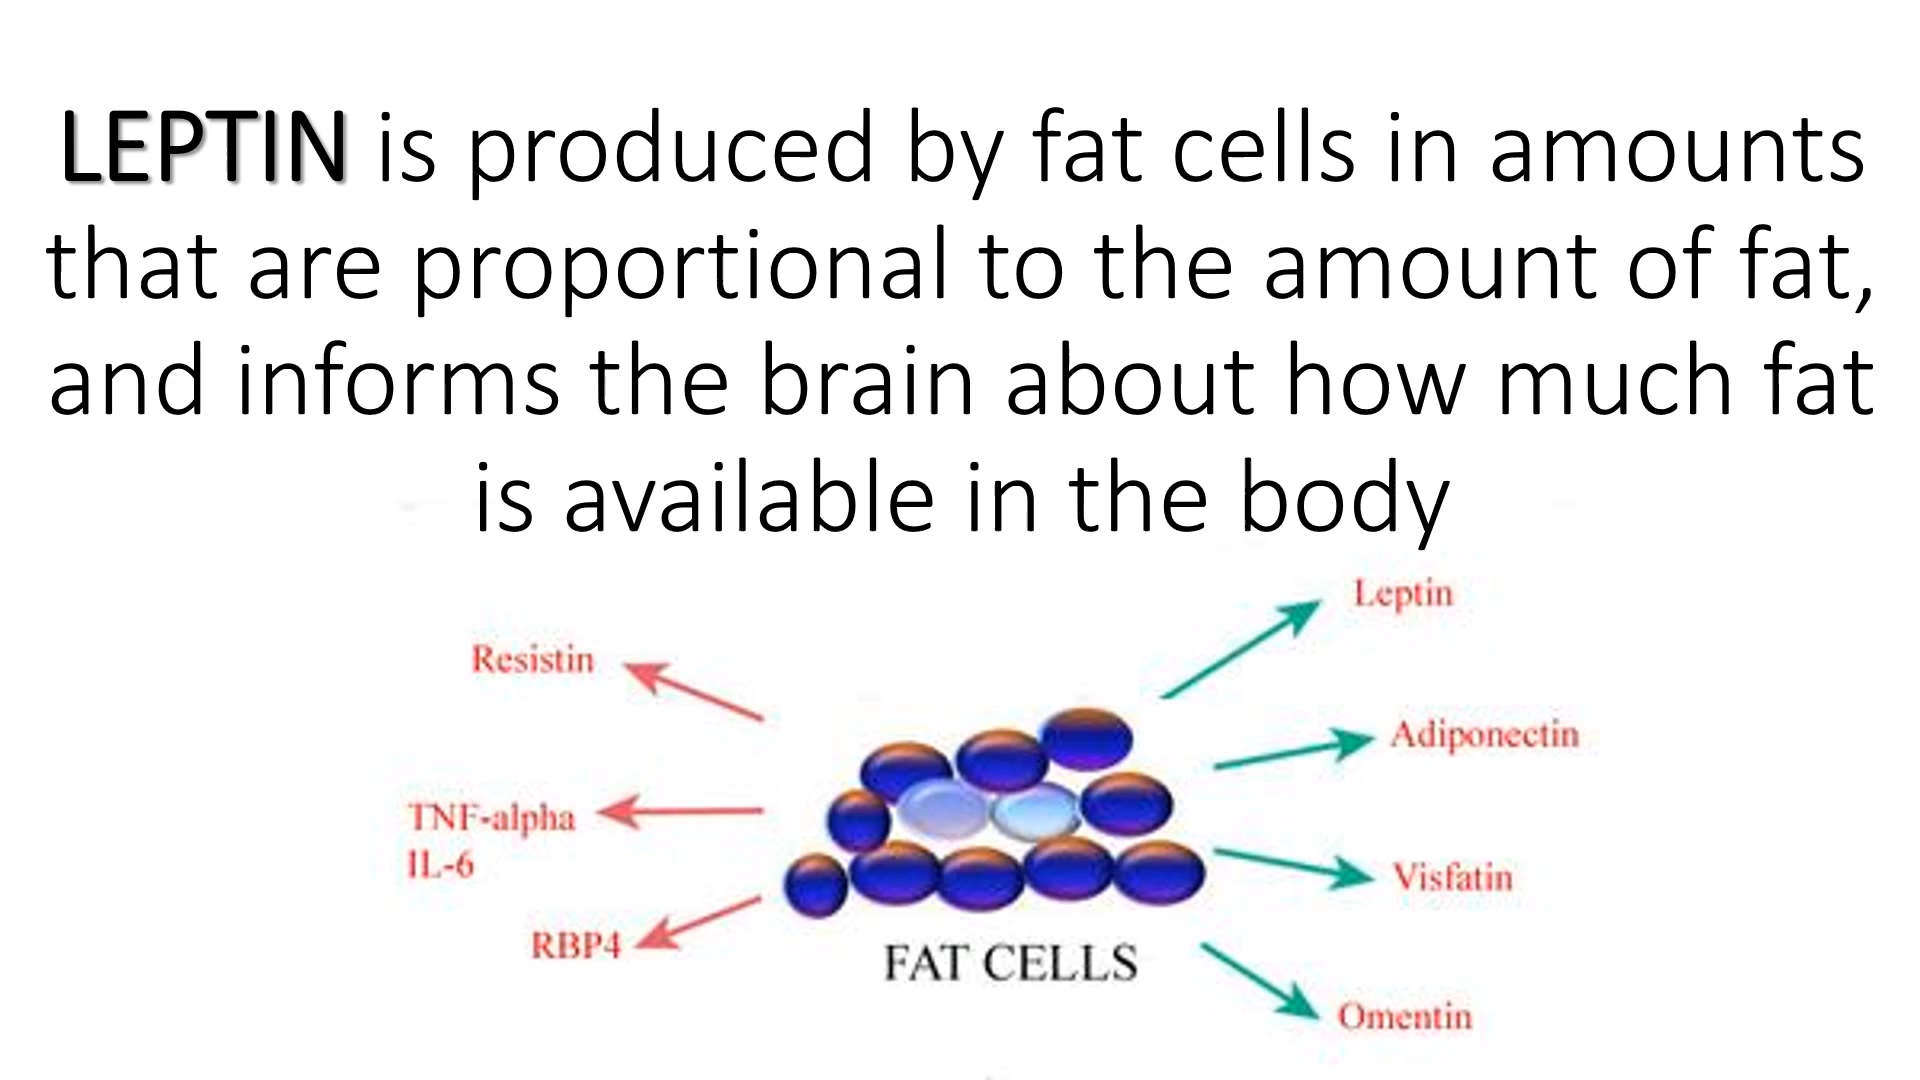 LEPTIN is produced by fat cells in amounts
that are proportional to the amount of fat,
and informs the brain about how much fat
is available in the body
Leptin
Resistin
Adiponectin
TNF-alpha
IL-6
Visfatin
RBP4
FAT CELLS
Omentin